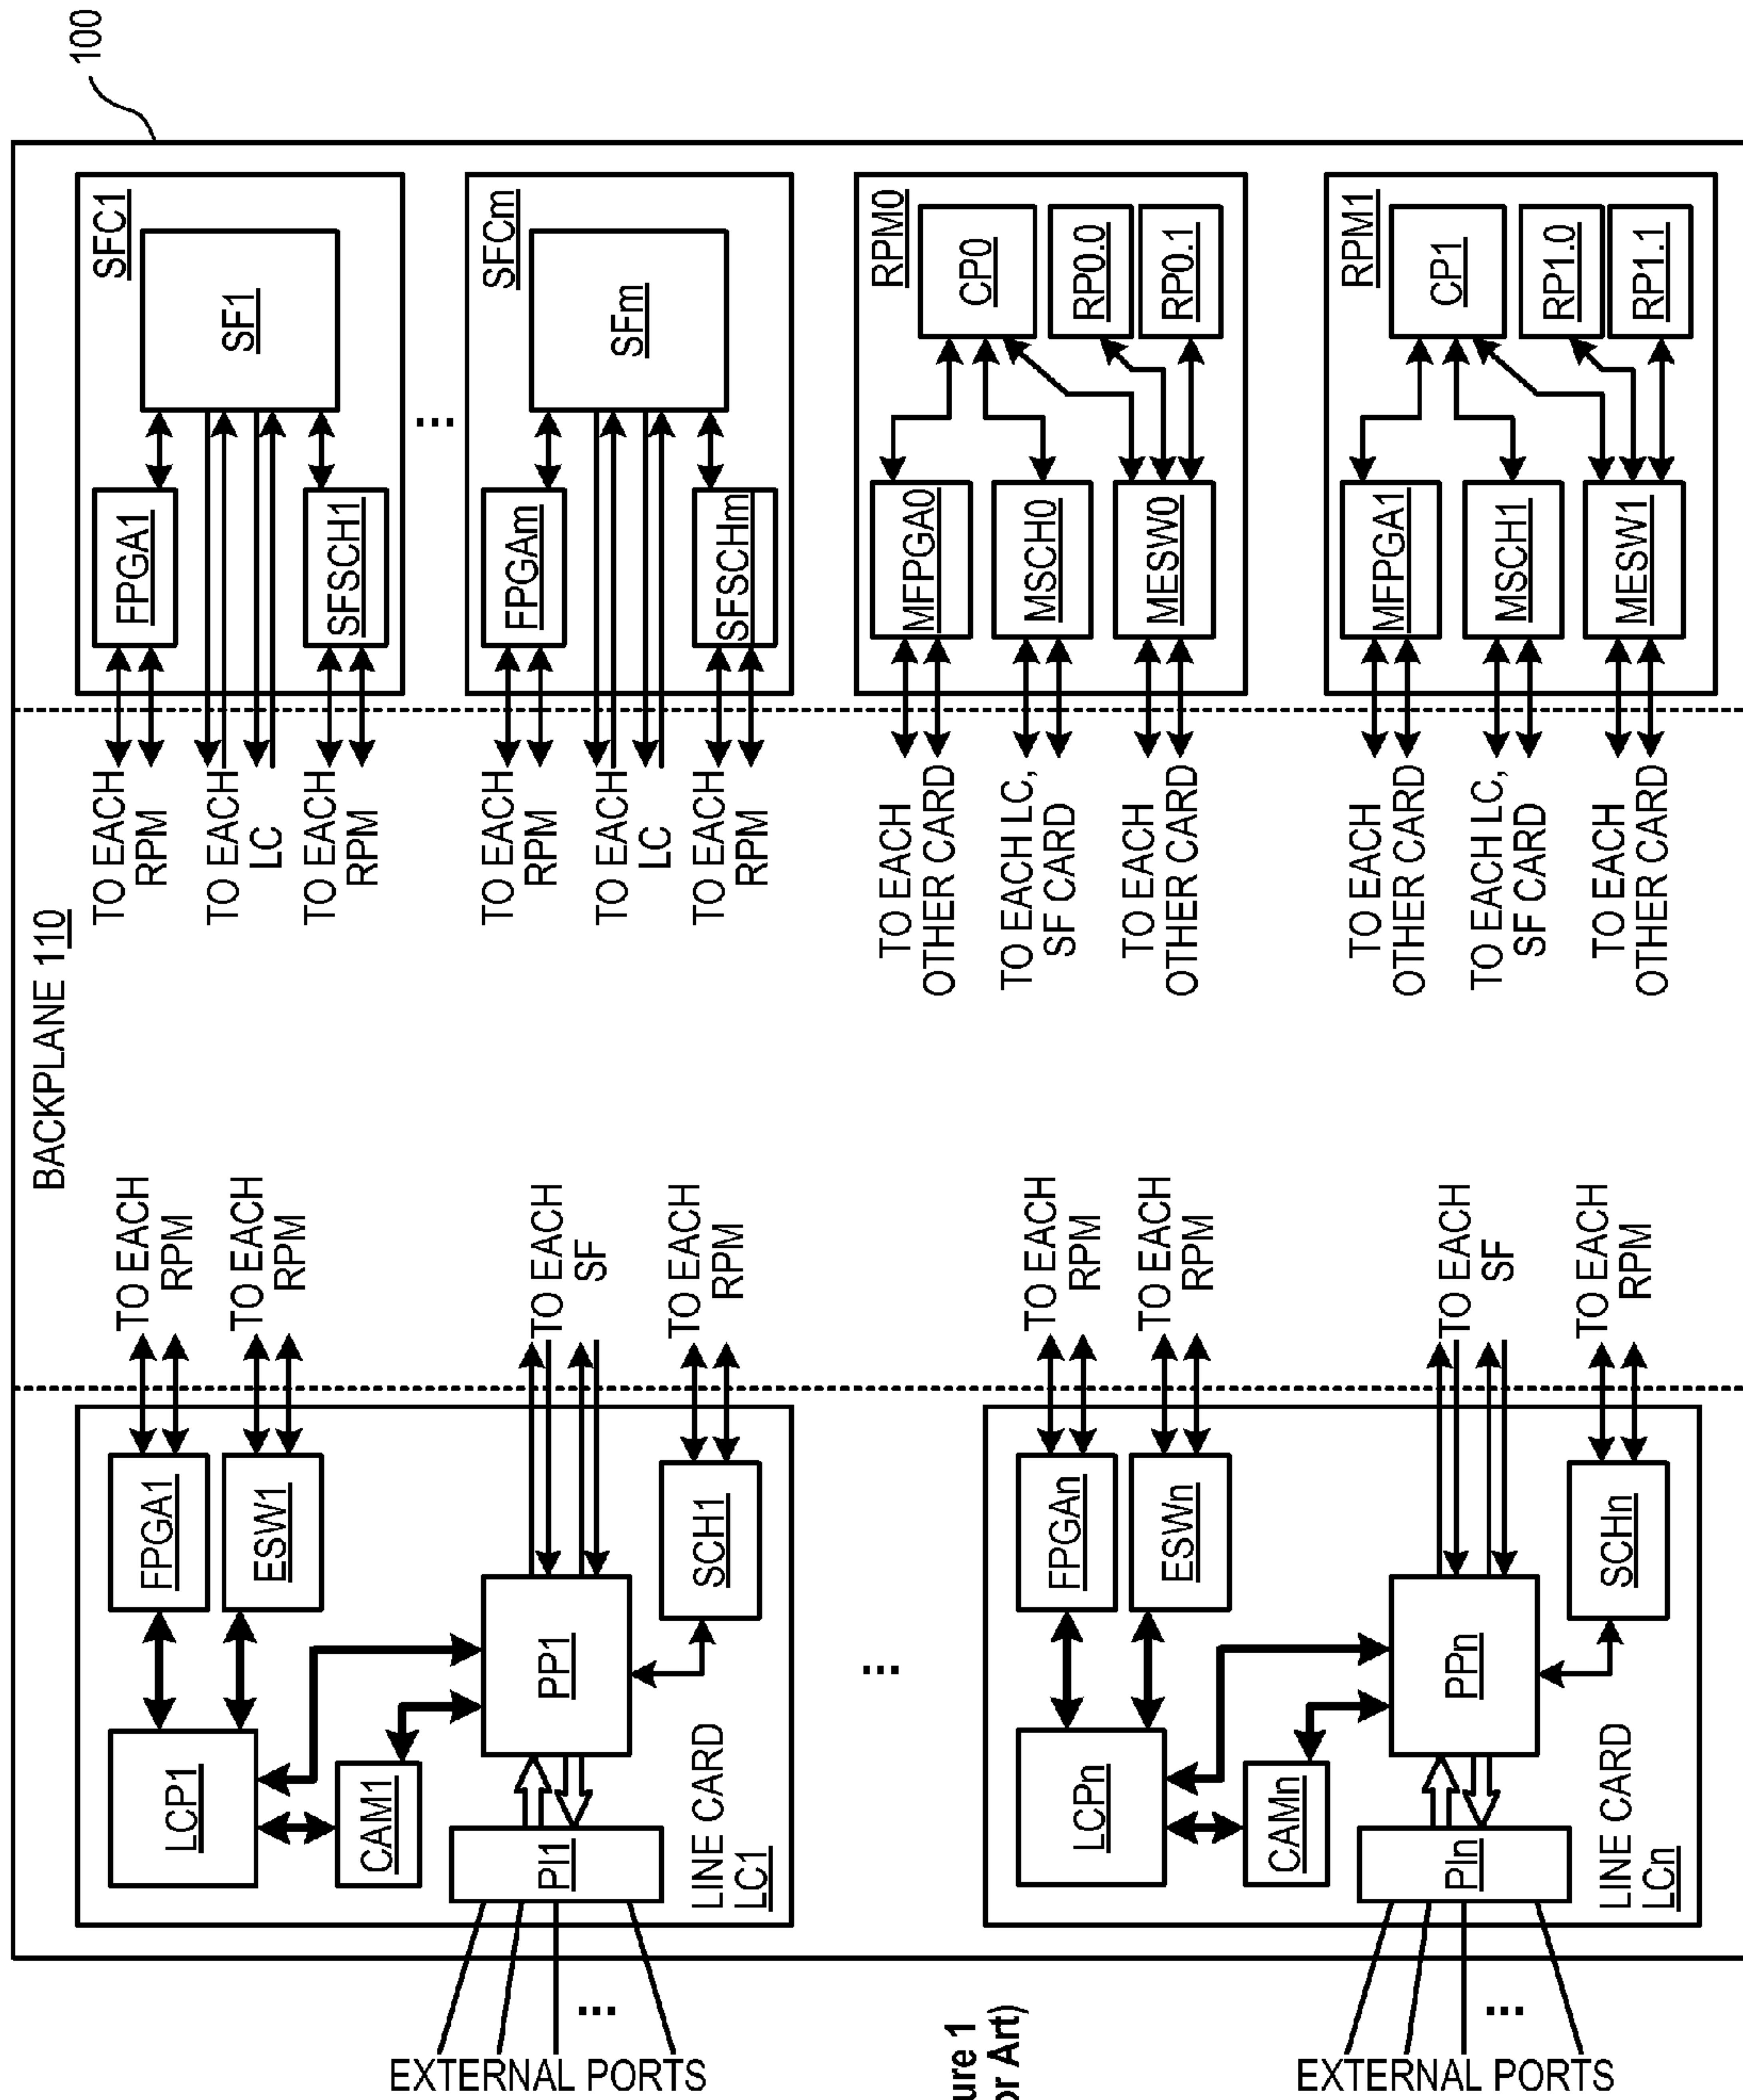 100
BACKPLANE 110
SFC1
SF1
FPGA1
SFSCH1
TO EACH
RPM
TO EACH
LC
TO EACH
RPM
...
SFCm
SFm
FPGAm
SFSCHm
TO EACH
RPM
TO EACH
LC
TO EACH
RPM
RPM0
CP0
RP0.0
RP0.1
MFPGA0
MSCH0
MESW0
TO EACH
OTHER CARD
TO EACH LC,
SF CARD
TO EACH
OTHER CARD
RPM1
CP1
RP1.0
RP1.1
MFPGA1
MSCH1
MESW1
TO EACH
OTHER CARD
TO EACH LC,
SF CARD
TO EACH
OTHER CARD
TO EACH
RPM
TO EACH
RPM
TO EACH
SF
TO EACH
RPM
FPGA1
ESW1
LCP1
CAM1
PP1
SCH1
PI1
LINE CARD
LC1
...
EXTERNAL PORTS
...
TO EACH
RPM
TO EACH
RPM
TO EACH
SF
TO EACH
RPM
FPGAn
ESWn
LCPn
CAMn
PPn
SCHn
PIn
LINE CARD
LCn
...
EXTERNAL PORTS
ure 1
or Art)